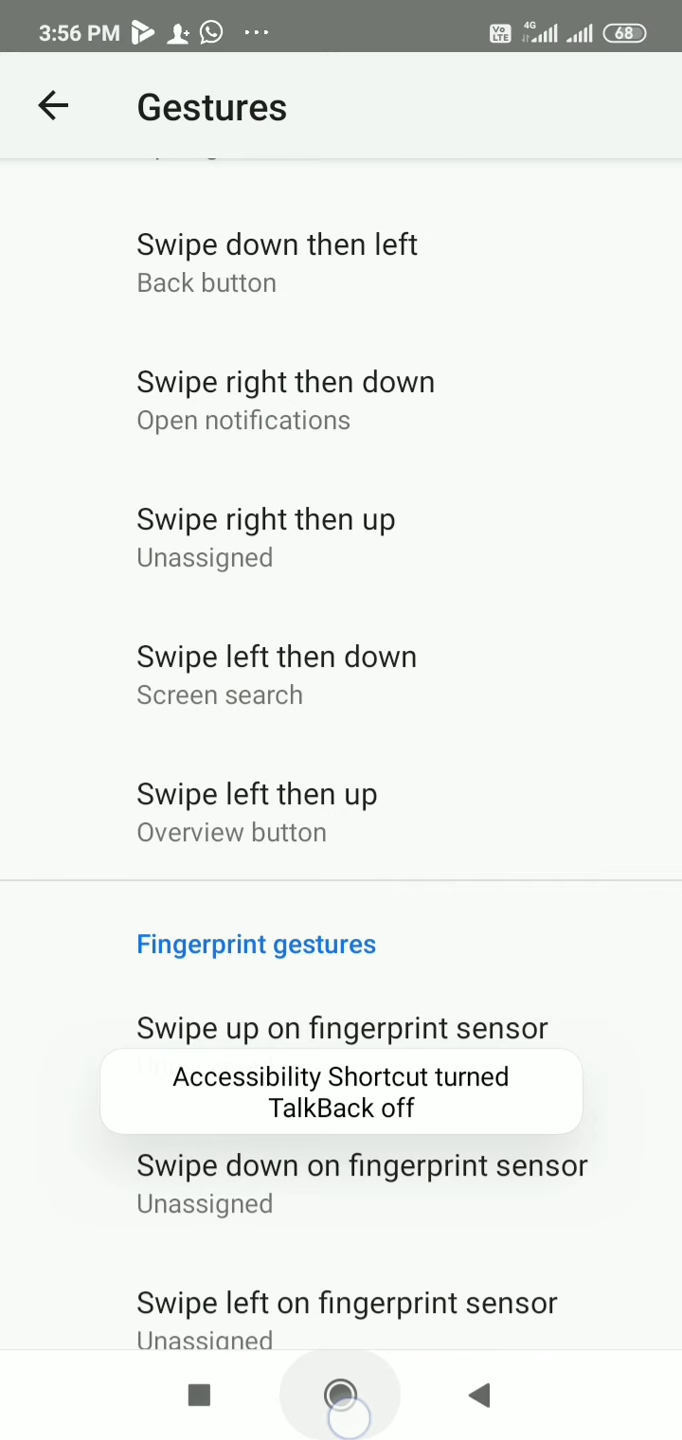 3:56 PM
Vo
LTE
4G
68
Gestures
Swipe down then left
Back button
Swipe right then down
Open notifications
Swipe right then up
Unassigned
Swipe left then down
Screen search
Swipe left then up
Overview button
Fingerprint gestures
Swipe up on fingerprint sensor
Accessibility Shortcut turned
TalkBack off
Swipe down on fingerprint sensor
Unassigned
Swipe left on fingerprint sensor
Unassigned